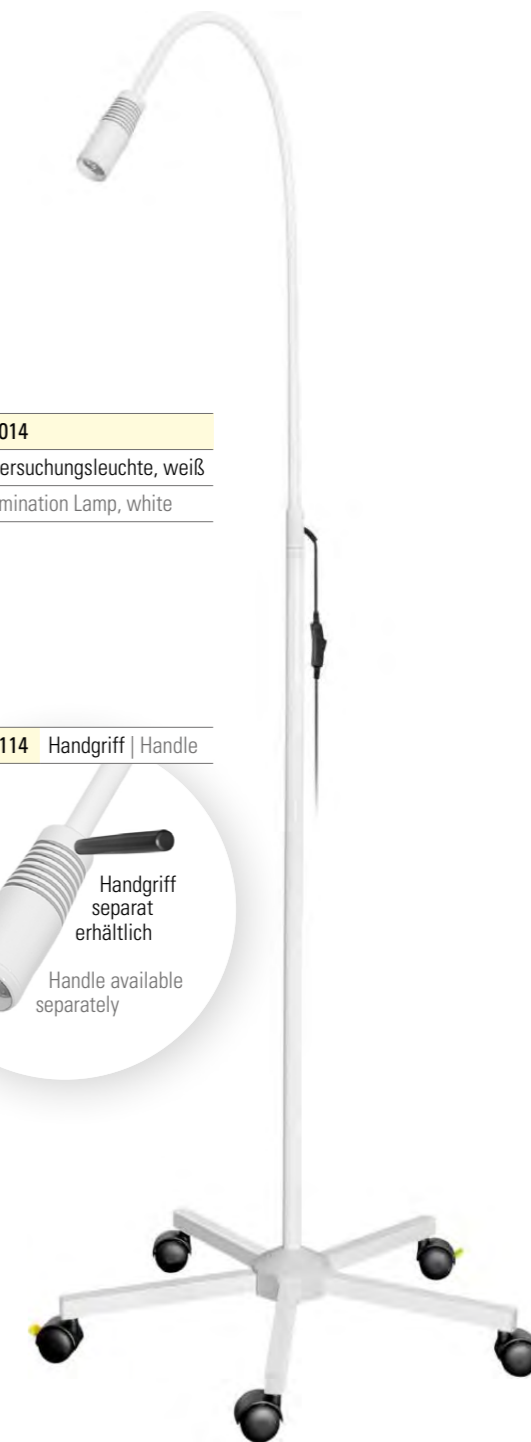 014
ersuchungsleuchte, weiß
mination Lamp, white
114 Handgriff | Handle
Handgriff
separat
erhältlich
Handle available
separately